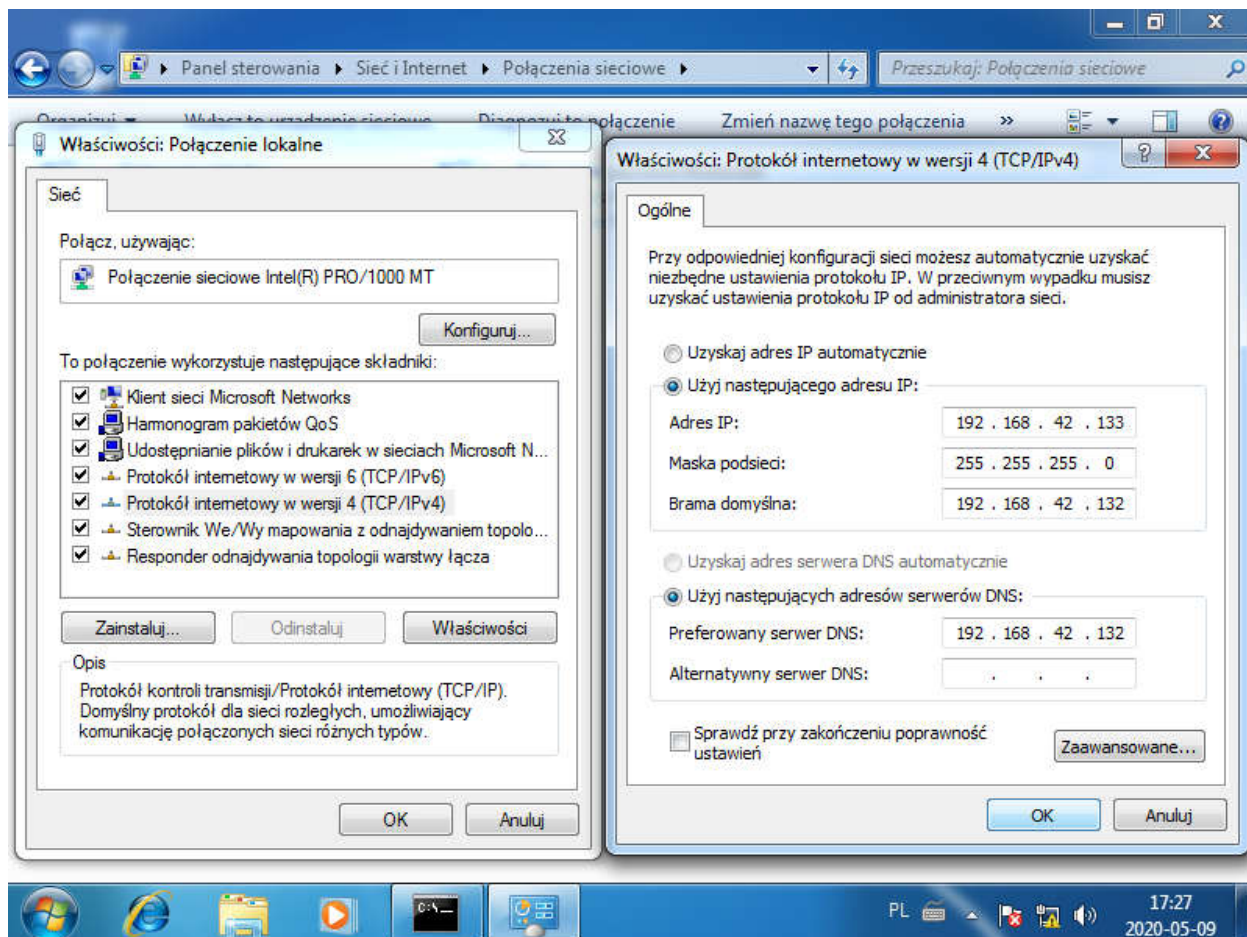 Panel sterowania ▸ Sieć i Internet ▸ Połączenia sieciowe ▸
Przeszukaj: Połączenia sieciowe
Organizuj
Wyłącz to urządzenie sieciowe
Diagnozuj to połączenie
Zmień nazwę tego połączenia »
Właściwości: Połączenie lokalne
Sieć
Połącz, używając:
Połączenie sieciowe Intel(R) PRO/1000 MT
Konfiguruj...
To połączenie wykorzystuje następujące składniki:
Klient sieci Microsoft Networks
Harmonogram pakietów QoS
Udostępnianie plików i drukarek w sieciach Microsoft N...
Protokół internetowy w wersji 6 (TCP/IPv6)
Protokół internetowy w wersji 4 (TCP/IPv4)
Sterownik We/Wy mapowania z odnajdywaniem topolo...
Responder odnajdywania topologii warstwy łącza
Zainstaluj...
Odinstaluj
Właściwości
Opis
Protokół kontroli transmisji/Protokół internetowy (TCP/IP).
Domyślny protokół dla sieci rozległych, umożliwiający
komunikację połączonych sieci różnych typów.
OK
Anuluj
Właściwości: Protokół internetowy w wersji 4 (TCP/IPv4)
Ogólne
Przy odpowiedniej konfiguracji sieci możesz automatycznie uzyskać
niezbędne ustawienia protokołu IP. W przeciwnym wypadku musisz
uzyskać ustawienia protokołu IP od administratora sieci.
Uzyskaj adres IP automatycznie
Użyj następującego adresu IP:
Adres IP: 192 . 168 . 42 . 133
Maska podsieci: 255 . 255 . 255 . 0
Brama domyślna: 192 . 168 . 42 . 132
Uzyskaj adres serwera DNS automatycznie
Użyj następujących adresów serwerów DNS:
Preferowany serwer DNS: 192 . 168 . 42 . 132
Alternatywny serwer DNS: . . .
Sprawdź przy zakończeniu poprawność
ustawień
Zaawansowane...
OK
Anuluj
C:\_
PL
17:27
2020-05-09